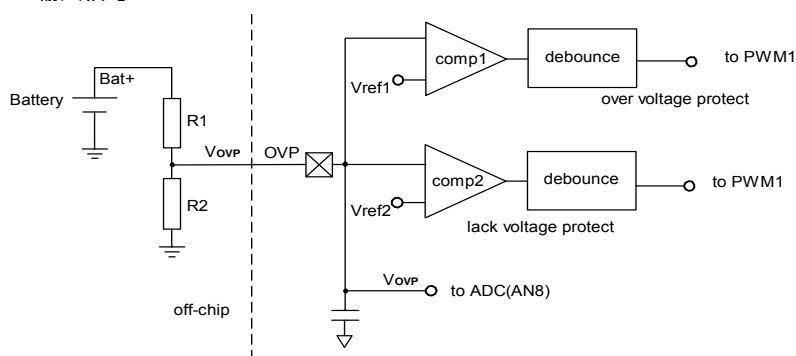 comp1
debounce
to PWM1
Bat+
Vref1
Battery
over voltage protect
R1
VOVP
OVP
comp2
debounce
to PWM1
R2
Vref2
lack voltage protect
VOVP
to ADC(AN8)
off-chip